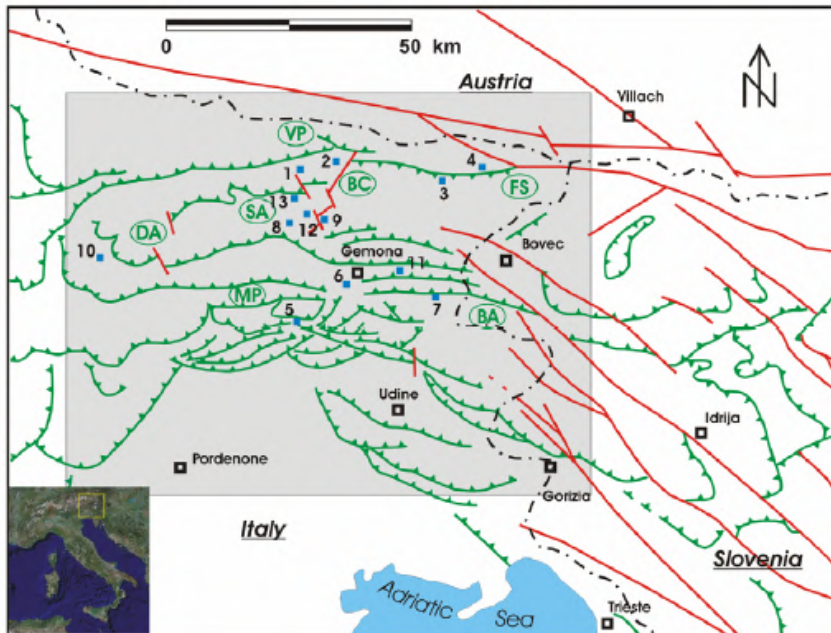 0 50 km
Austria
N
Villach
VP
2
1
BC
4
3
FS
13
SA
8
12
9
DA
10
Gemona
11
Bovec
6
MP
7
5
BA
Udine
Idrija
Pordenone
Gorizia
Italy
Slovenia
Adriatic
Sea
Trieste